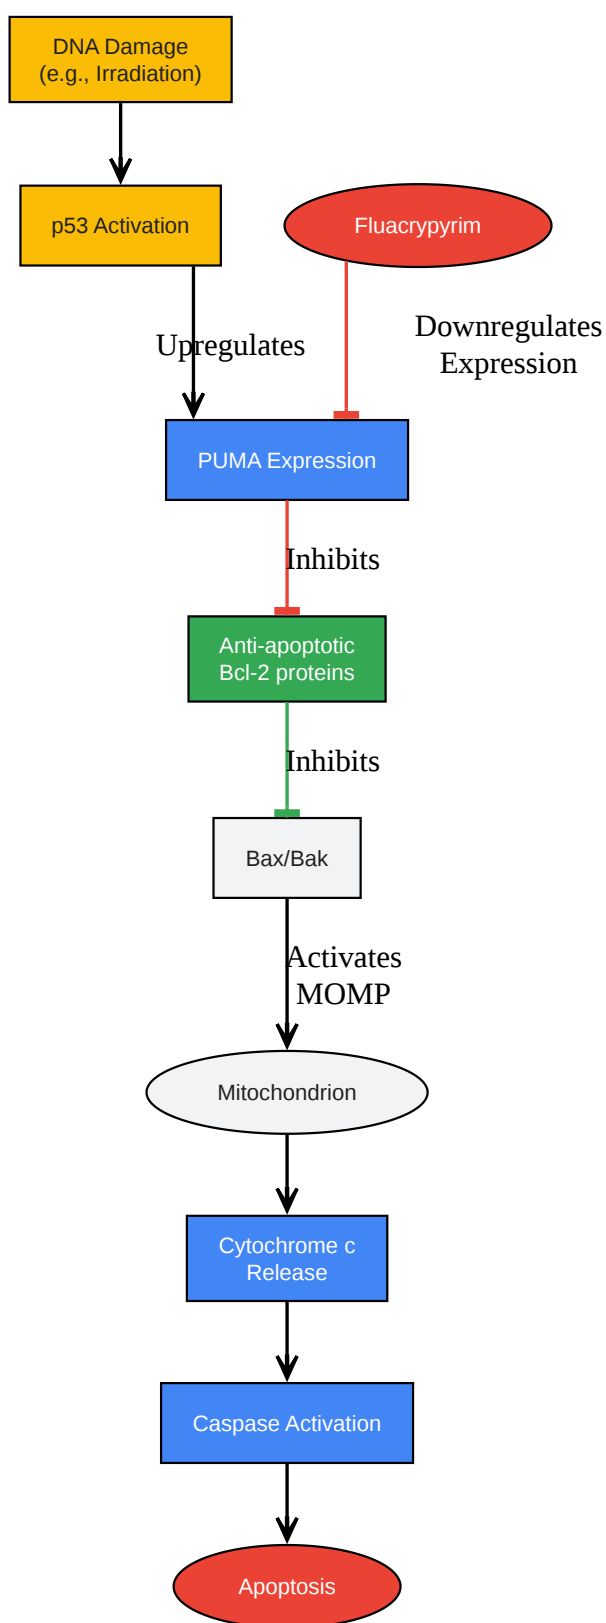 DNA Damage
(e.g., Irradiation)
p53 Activation
Fluacrypyrim
Upregulates
Downregulates
Expression
PUMA Expression
Inhibits
Anti-apoptotic
Bcl-2 proteins
Inhibits
Bax/Bak
Activates
MOMP
Mitochondrion
Cytochrome c
Release
Caspase Activation
Apoptosis